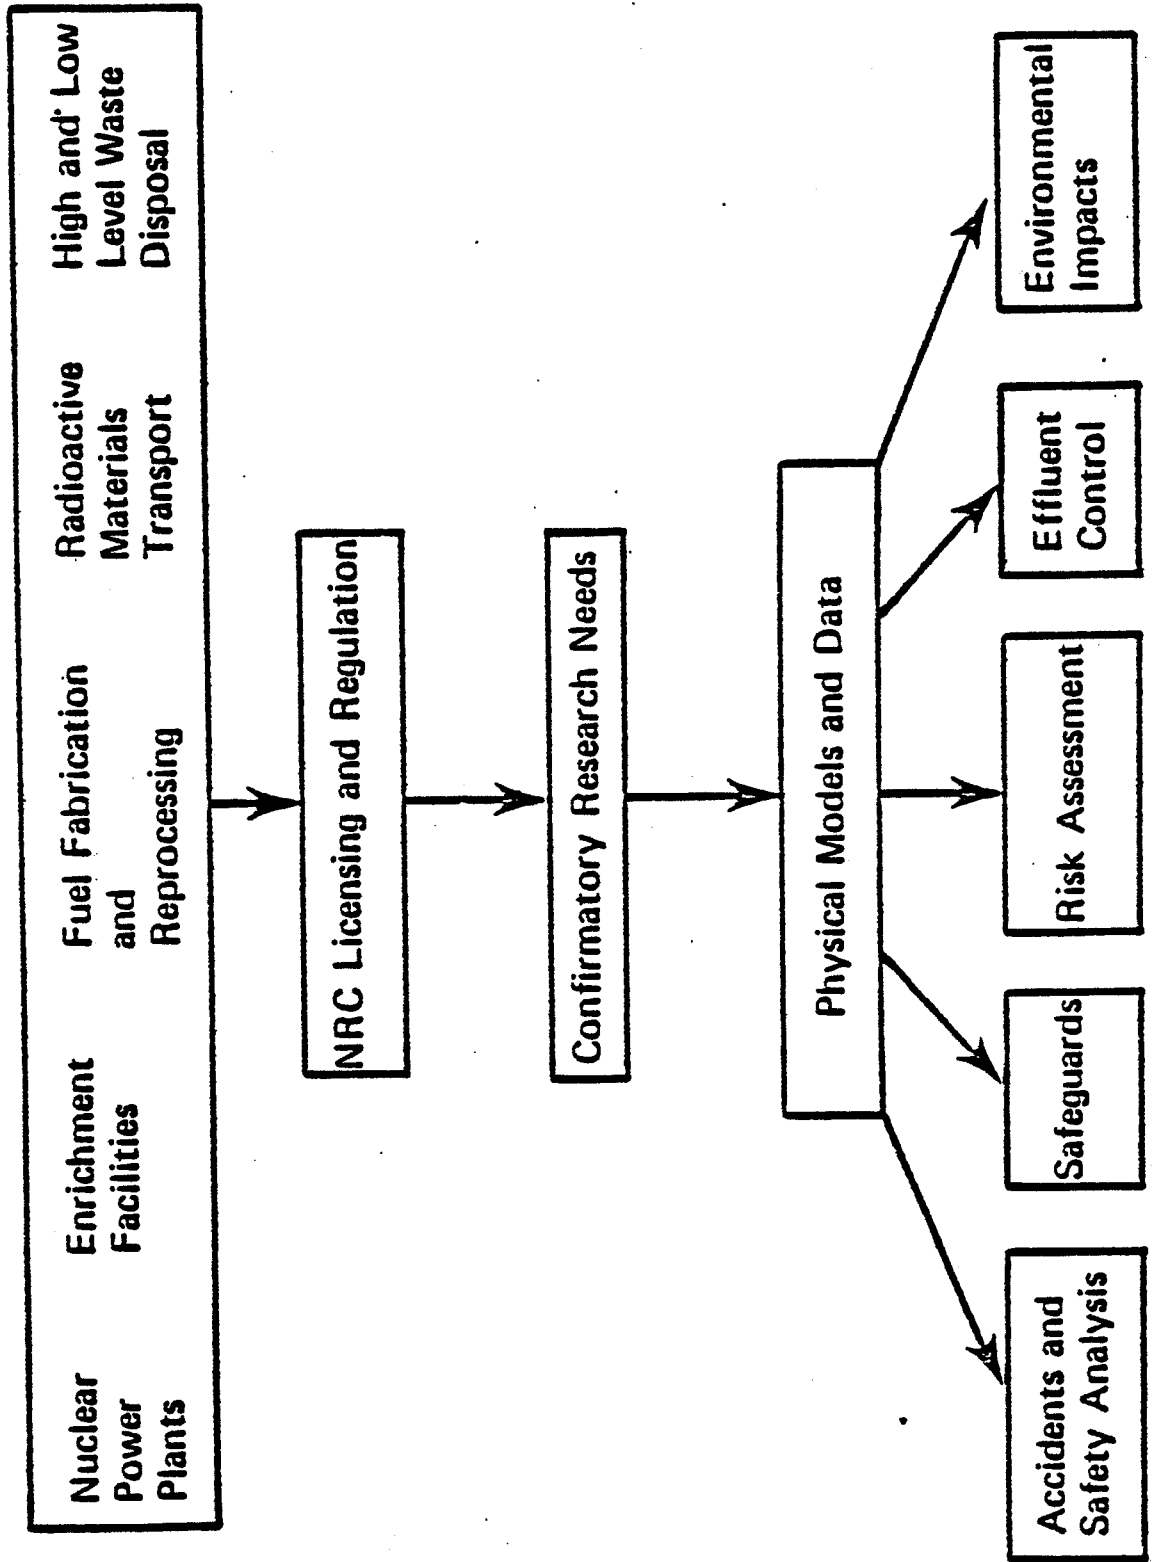 Nuclear
Power
Plants
Enrichment
Facilities
Fuel Fabrication
and
Reprocessing
Radioactive
Materials
Transport
High and Low
Level Waste
Disposal
NRC Licensing and Regulation
Confirmatory Research Needs
Physical Models and Data
Accidents and
Safety Analysis
Safeguards
Risk Assessment
Effluent
Control
Environmental
Impacts